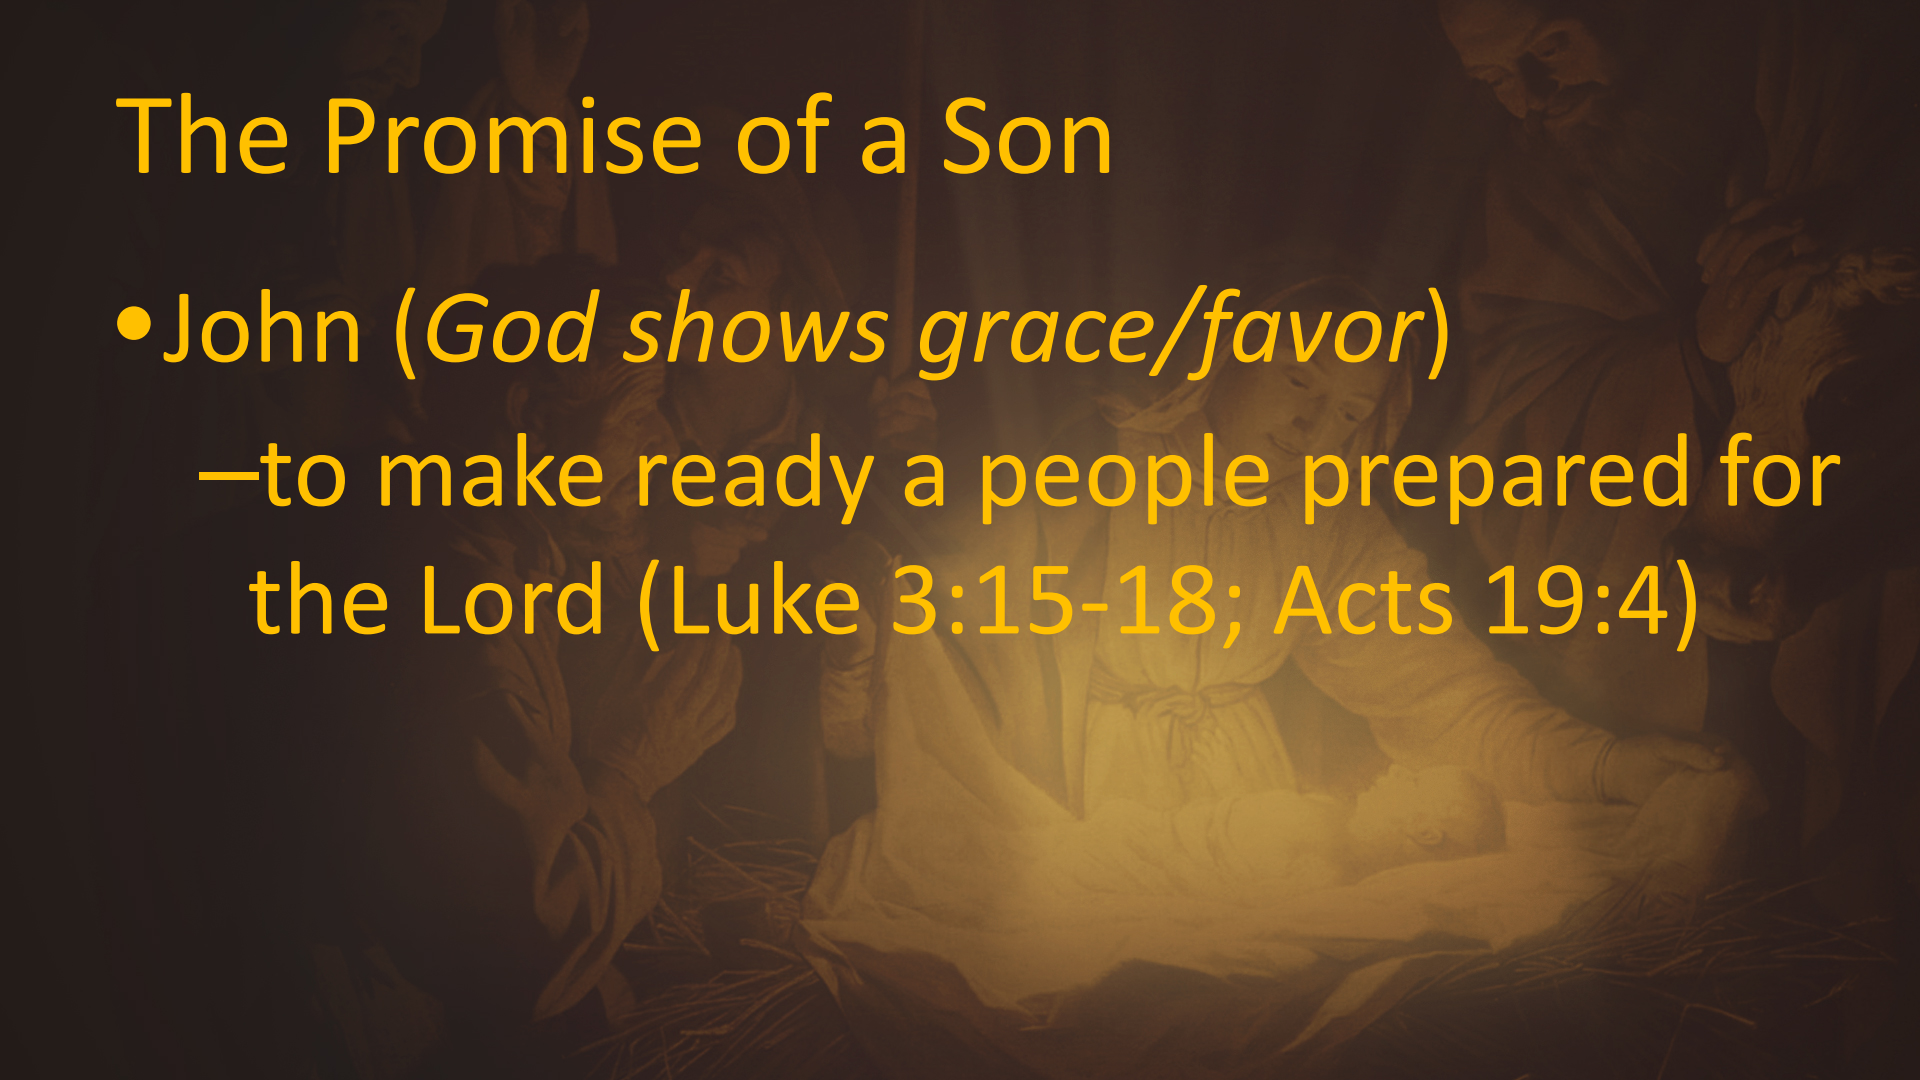 The Promise of a Son
•John (God shows grace/favor)
–to make ready a people prepared for
the Lord (Luke 3:15-18; Acts 19:4)